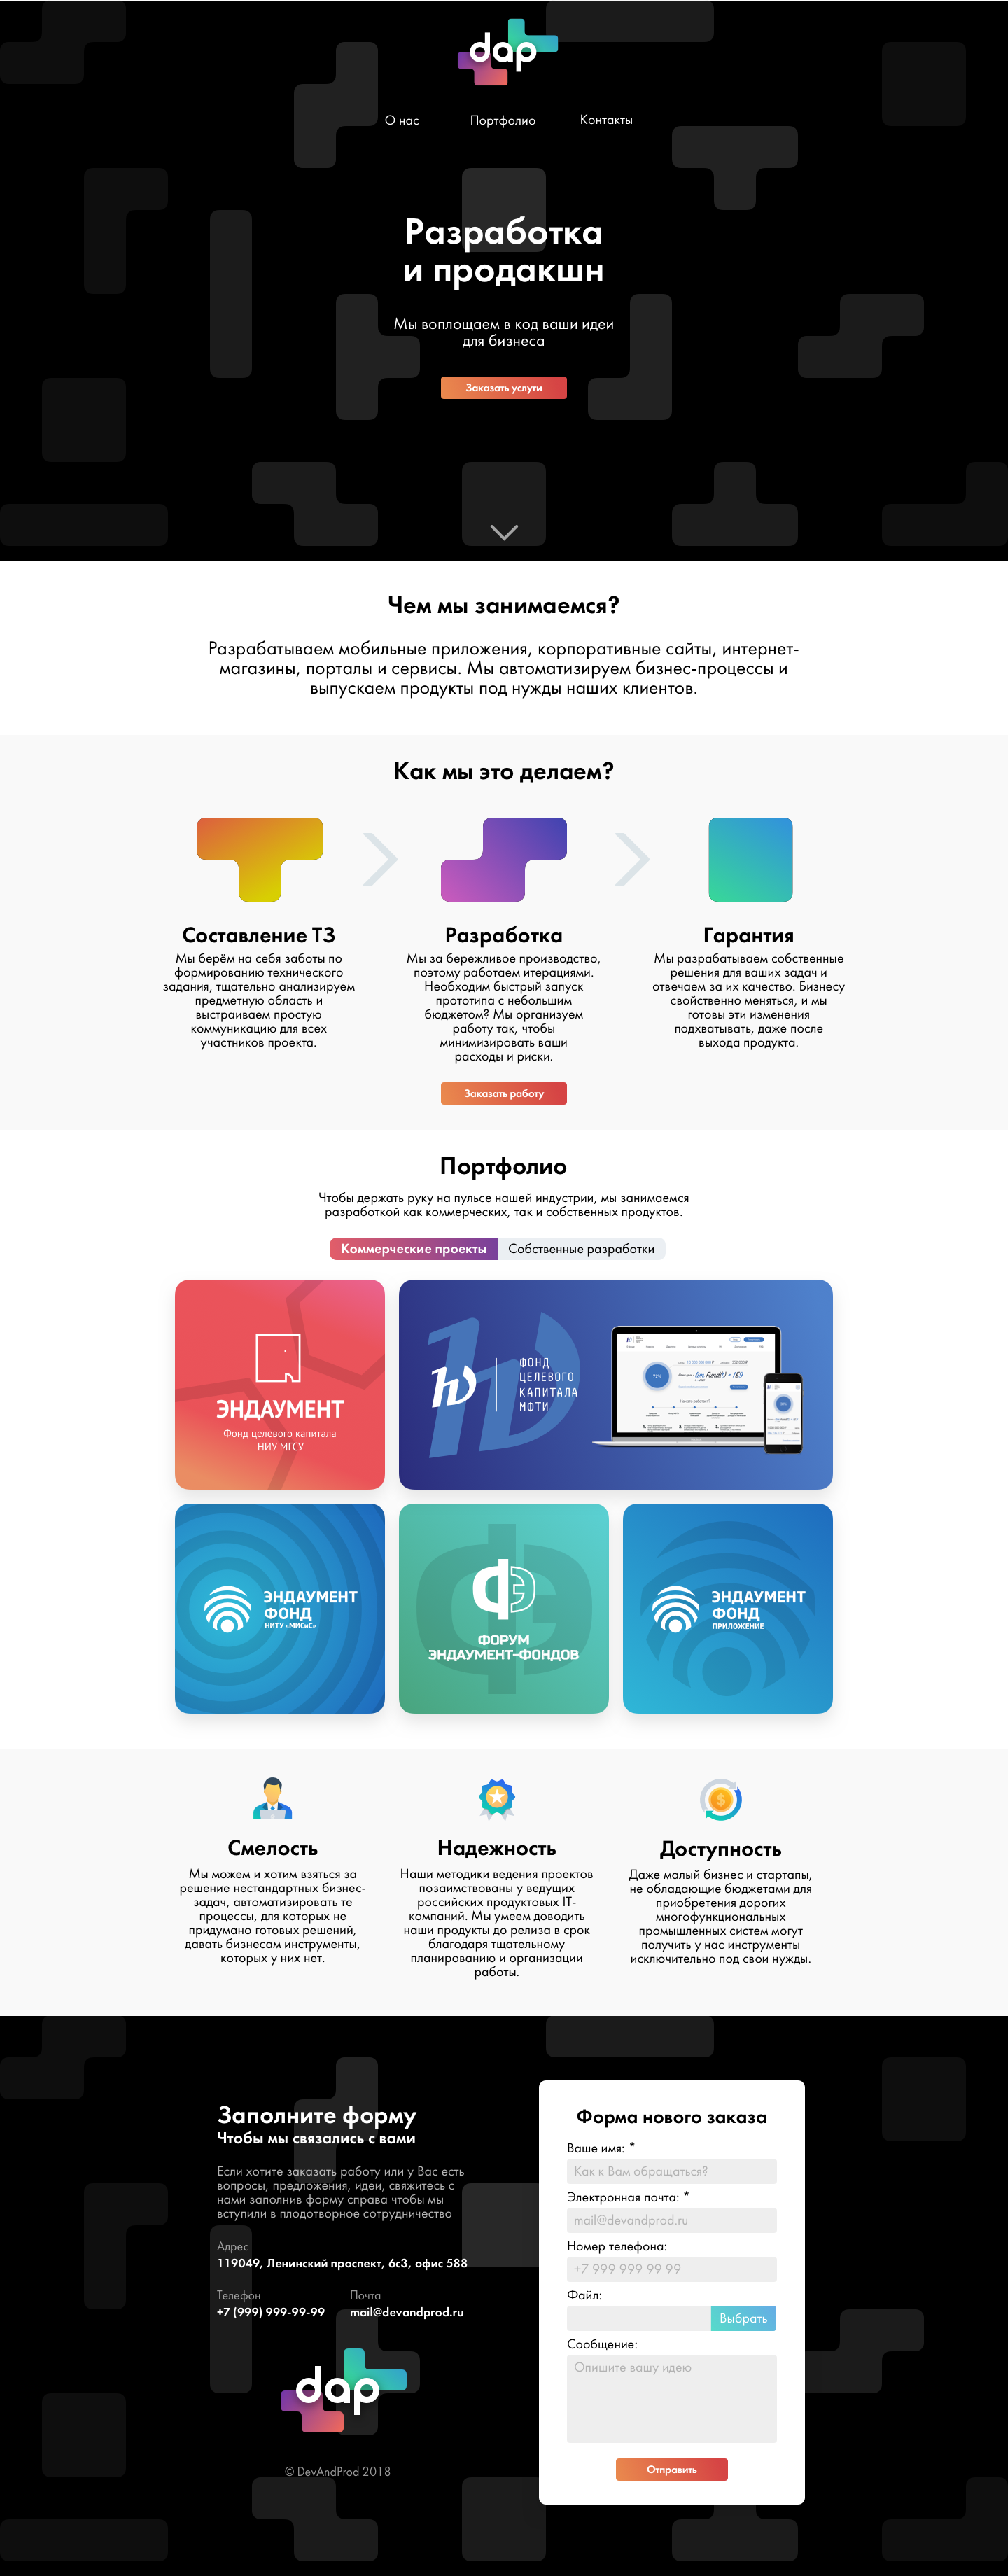 dap
О нас Портфолио Контакты
Разработка
и продакшн
Мы воплощаем в код ваши идеи
для бизнеса
Заказать услуги
Чем мы занимаемся?
Разрабатываем мобильные приложения, корпоративные сайты, интернет-
магазины, порталы и сервисы. Мы автоматизируем бизнес-процессы и
выпускаем продукты под нужды наших клиентов.
Как мы это делаем?
Составление ТЗ
Мы берём на себя заботы по
формированию технического
задания, тщательно анализируем
предметную область и
выстраиваем простую
коммуникацию для всех
участников проекта.
Разработка
Мы за бережливое производство,
поэтому работаем итерациями.
Необходим быстрый запуск
прототипа с небольшим
бюджетом? Мы организуем
работу так, чтобы
минимизировать ваши
расходы и риски.
Гарантия
Мы разрабатываем собственные
решения для ваших задач и
отвечаем за их качество. Бизнесу
свойственно меняться, и мы
готовы эти изменения
подхватывать, даже после
выхода продукта.
Заказать работу
Портфолио
Чтобы держать руку на пульсе нашей индустрии, мы занимаемся
разработкой как коммерческих, так и собственных продуктов.
Коммерческие проекты Собственные разработки
ЭНДАУМЕНТ
Фонд целевого капитала
НИУ МГСУ
ФОНД
ЦЕЛЕВОГО
КАПИТАЛА
МФТИ
ЭНДАУМЕНТ
ФОНД
НИТУ «МИСиС»
ФЭ
ФОРУМ
ЭНДАУМЕНТ-ФОНДОВ
ЭНДАУМЕНТ
ФОНД
ПРИЛОЖЕНИЕ
Смелость
Мы можем и хотим взяться за
решение нестандартных бизнес-
задач, автоматизировать те
процессы, для которых не
придумано готовых решений,
давать бизнесам инструменты,
которых у них нет.
Надежность
Наши методики ведения проектов
позаимствованы у ведущих
российских продуктовых IT-
компаний. Мы умеем доводить
наши продукты до релиза в срок
благодаря тщательному
планированию и организации
работы.
Доступность
Даже малый бизнес и стартапы,
не обладающие бюджетами для
приобретения дорогих
многофункциональных
промышленных систем могут
получить у нас инструменты
исключительно под свои нужды.
Заполните форму
Чтобы мы связались с вами
Если хотите заказать работу или у Вас есть
вопросы, предложения, идеи, свяжитесь с
нами заполнив форму справа чтобы мы
вступили в плодотворное сотрудничество
Адрес
119049, Ленинский проспект, 6с3, офис 588
Телефон Почта
+7 (999) 999-99-99 mail@devandprod.ru
dap
© DevAndProd 2018
Форма нового заказа
Ваше имя: *
Как к Вам обращаться?
Электронная почта: *
mail@devandprod.ru
Номер телефона:
+7 999 999 99 99
Файл:
Выбрать
Сообщение:
Опишите вашу идею
Отправить